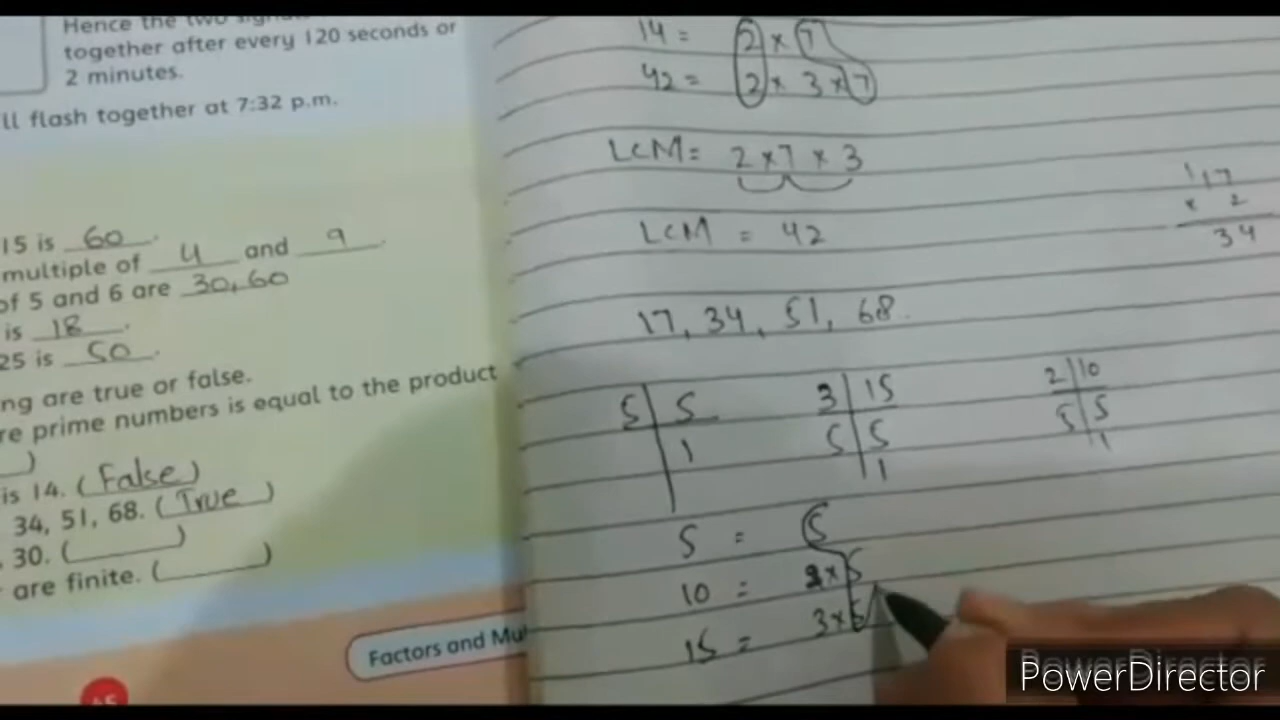 Hence the two
together after every 120 seconds or
2 minutes.
ll flash together at 7:32 p.m.
15 is 60.
multiple of 4 and 9.
of 5 and 6 are 30,60
is 18.
25 is 50.
ng are true or false.
re prime numbers is equal to the product
)
is 14. (False)
34, 51, 68. (True)
, 30. (________)
are finite. (________)
Factors and Mu
14 = 2 × 7
42 = 2 × 3 × 7
LCM = 2 × 7 × 3
LCM = 42
17
× 2
34
17, 34, 51, 68.
5 | 5
1
3 | 15
5 | 5
1
2 | 10
5 | 5
1
5 = 5
10 = 2 × 5
15 = 3 × 5
PowerDirector